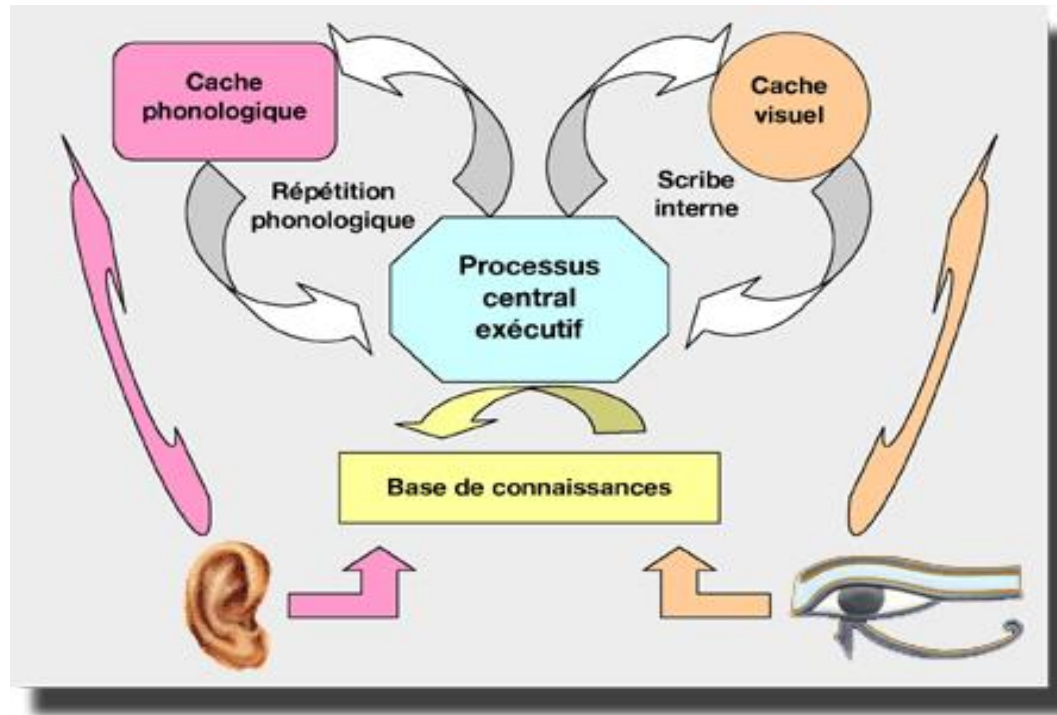 Cache
phonologique
Cache
visuel
Répétition
phonologique
Scribe
interne
Processus
central
exécutif
Base de connaissances